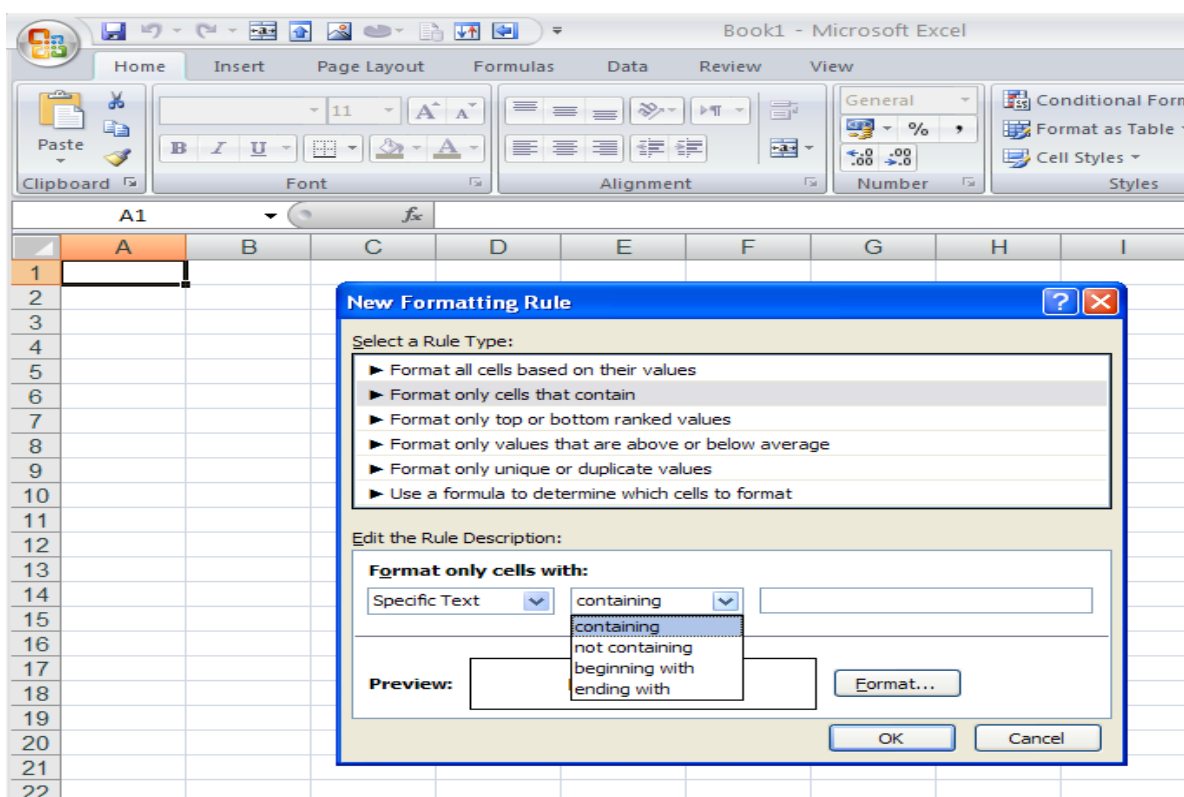 Book1 - Microsoft Excel
Home Insert Page Layout Formulas Data Review View
11 A A General Conditional Form
Paste B I U A % , Format as Table
.0 .00 .00 .0 Cell Styles
Clipboard Font Alignment Number Styles
A1 fx
A B C D E F G H I
1
2
New Formatting Rule ?
3
Select a Rule Type:
4
5
► Format all cells based on their values
6
► Format only cells that contain
7
► Format only top or bottom ranked values
8
► Format only values that are above or below average
9
► Format only unique or duplicate values
10
► Use a formula to determine which cells to format
11
12
Edit the Rule Description:
13
Format only cells with:
14
Specific Text containing
15
containing
16
not containing
17
beginning with
18
Preview: ending with Format...
19
20
OK Cancel
21
22